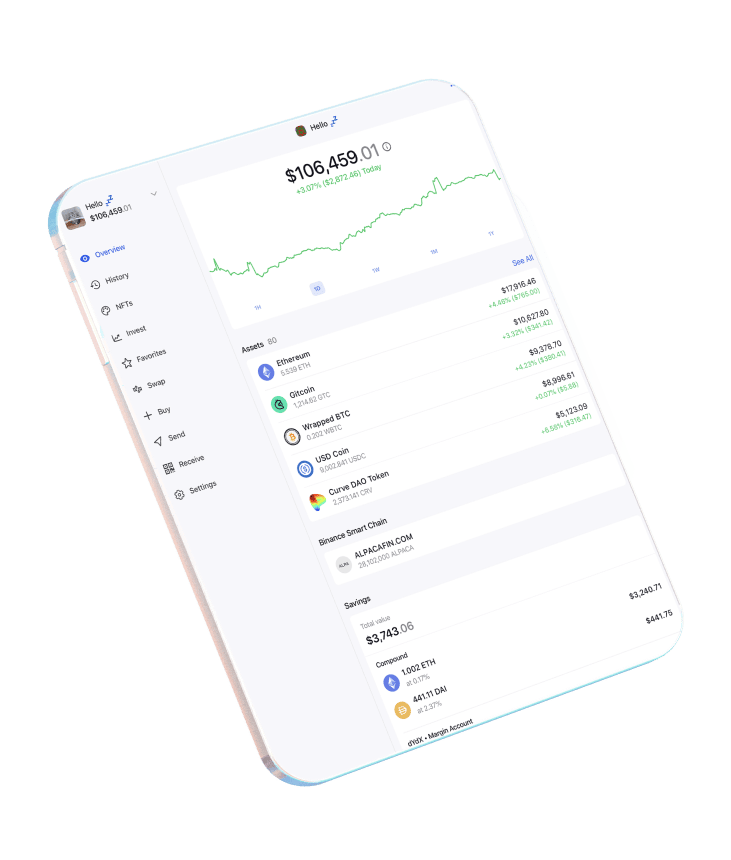 Hello 💤
Hello 💤
$106,459.01
Overview
History
NFTs
Invest
Favorites
Swap
Buy
Send
Receive
Settings
$106,459.01
+3.07% ($2,872.46) Today
1H
1D
1W
1M
1Y
Assets 80
See All
Ethereum
5.539 ETH
$17,916.46
+4.46% ($765.00)
Gitcoin
1,214.62 GTC
$10,627.80
+3.32% ($341.42)
Wrapped BTC
0.202 WBTC
$9,378.70
+4.23% ($380.41)
USD Coin
9,002.841 USDC
$8,996.61
+0.07% ($5.88)
Curve DAO Token
2,373.141 CRV
$5,123.09
+6.58% ($316.47)
Binance Smart Chain
ALPA
ALPACAFIN.COM
28,102,000 ALPACA
Savings
Total value
$3,743.06
Compound
1.002 ETH
at 0.17%
$3,240.71
441.11 DAI
at 2.37%
$441.75
dYdX • Margin Account